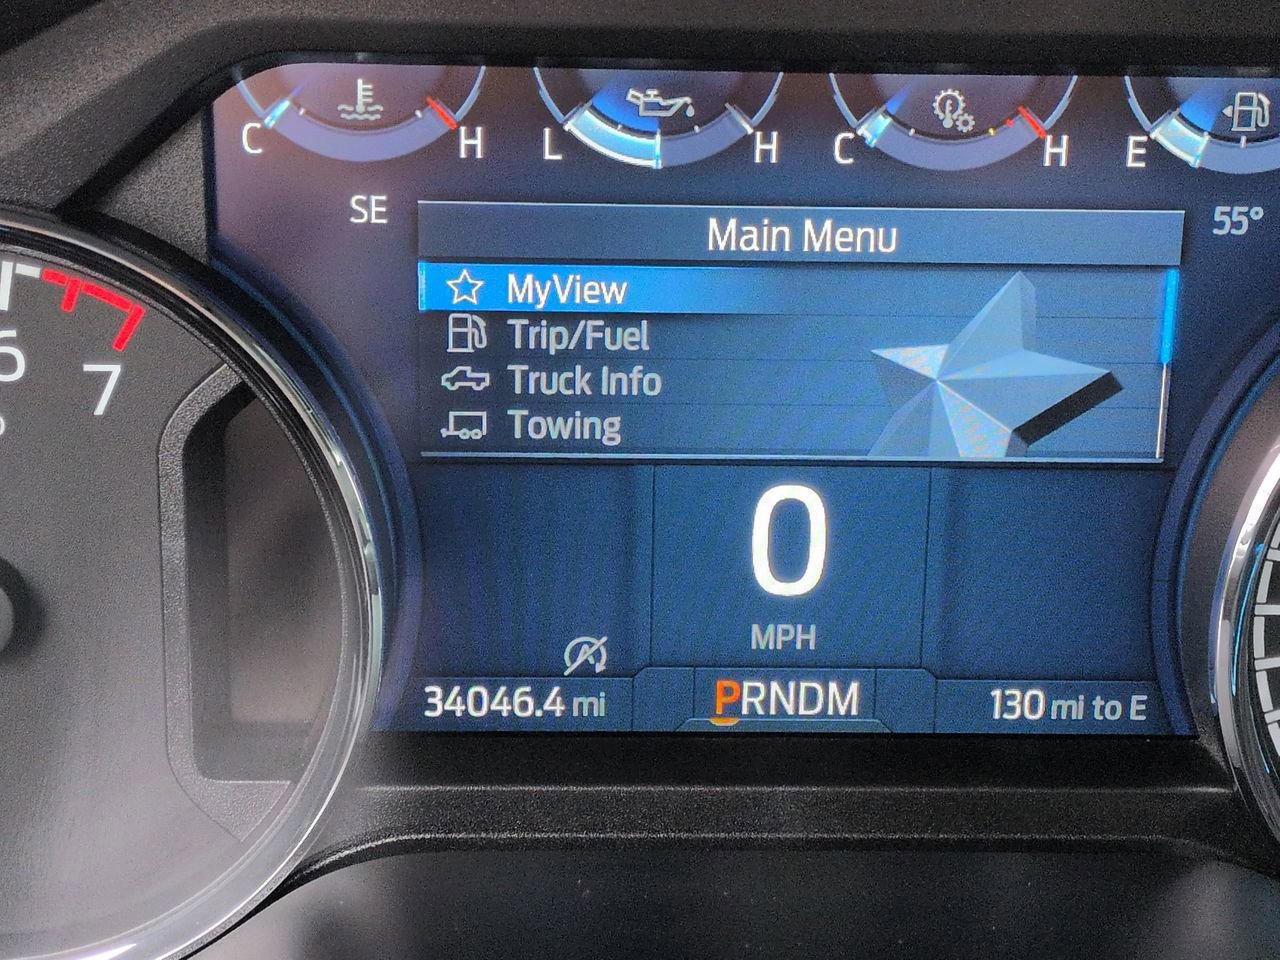 C H L H C H E
SE
55°
Main Menu
MyView
Trip/Fuel
Truck Info
Towing
6
7
0
MPH
34046.4 mi
PRNDM
130 mi to E